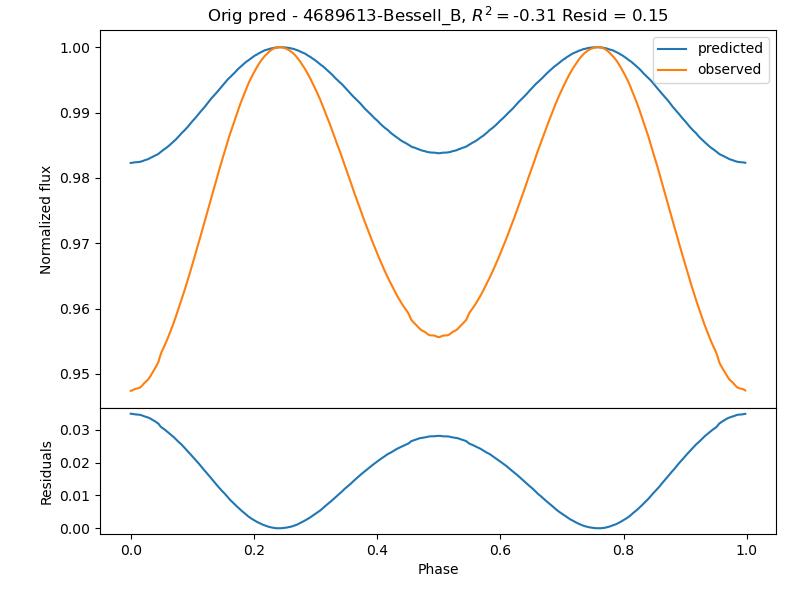 Orig pred - 4689613-Bessell_B, R² = -0.31 Resid = 0.15
predicted
observed
1.00
0.99
0.98
0.97
0.96
0.95
Normalized flux
0.03
0.02
0.01
0.00
Residuals
0.0 0.2 0.4 0.6 0.8 1.0
Phase